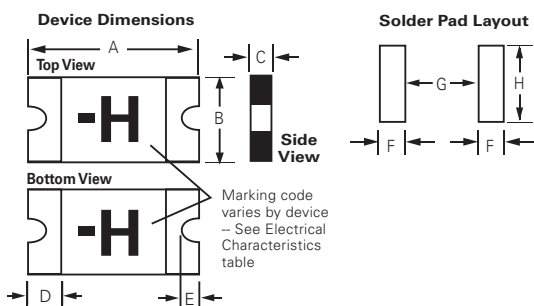 Device Dimensions
A
Top View
-H
B
C
Side
View
Bottom View
-H
Marking code
varies by device
-- See Electrical
Characteristics
table
D
E
Solder Pad Layout
G
H
F
F